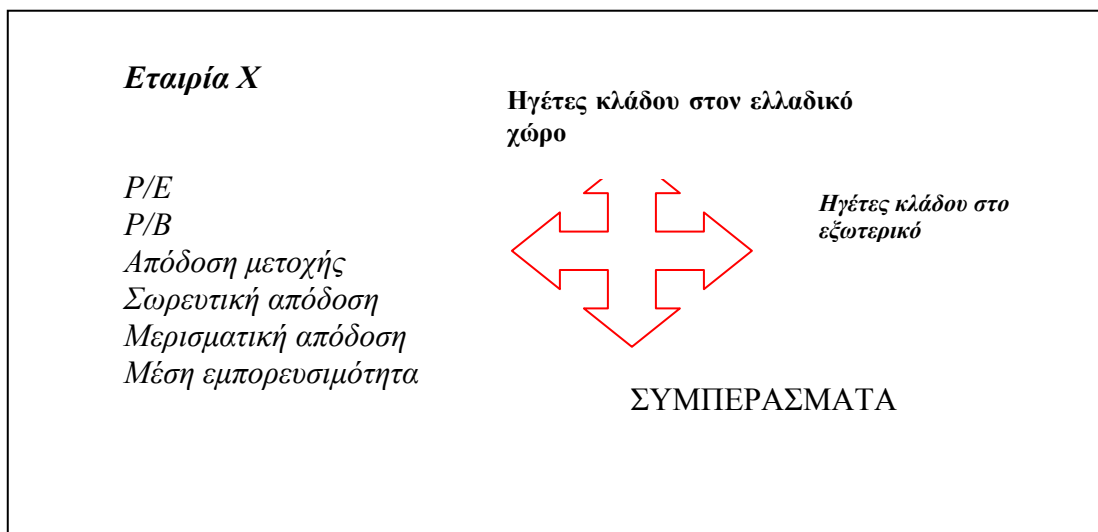 Εταιρία Χ
Ηγέτες κλάδου στον ελλαδικό
χώρο
P/E
P/B
Απόδοση μετοχής
Σωρευτική απόδοση
Μερισματική απόδοση
Μέση εμπορευσιμότητα
Ηγέτες κλάδου στο
εξωτερικό
ΣΥΜΠΕΡΑΣΜΑΤΑ